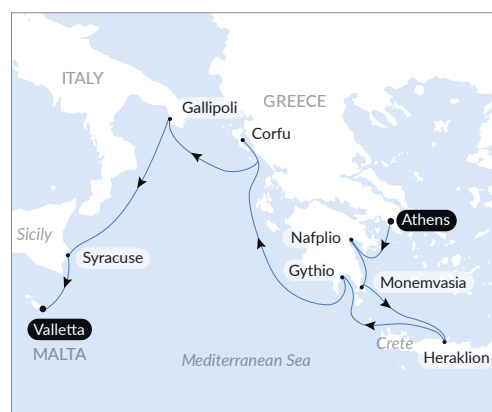 ITALY
Gallipoli
GREECE
Corfu
Athens
Sicily
Nafplio
Syracuse
Gythio
Monemvasia
Valletta
MALTA
Mediterranean Sea
Crete
Heraklion